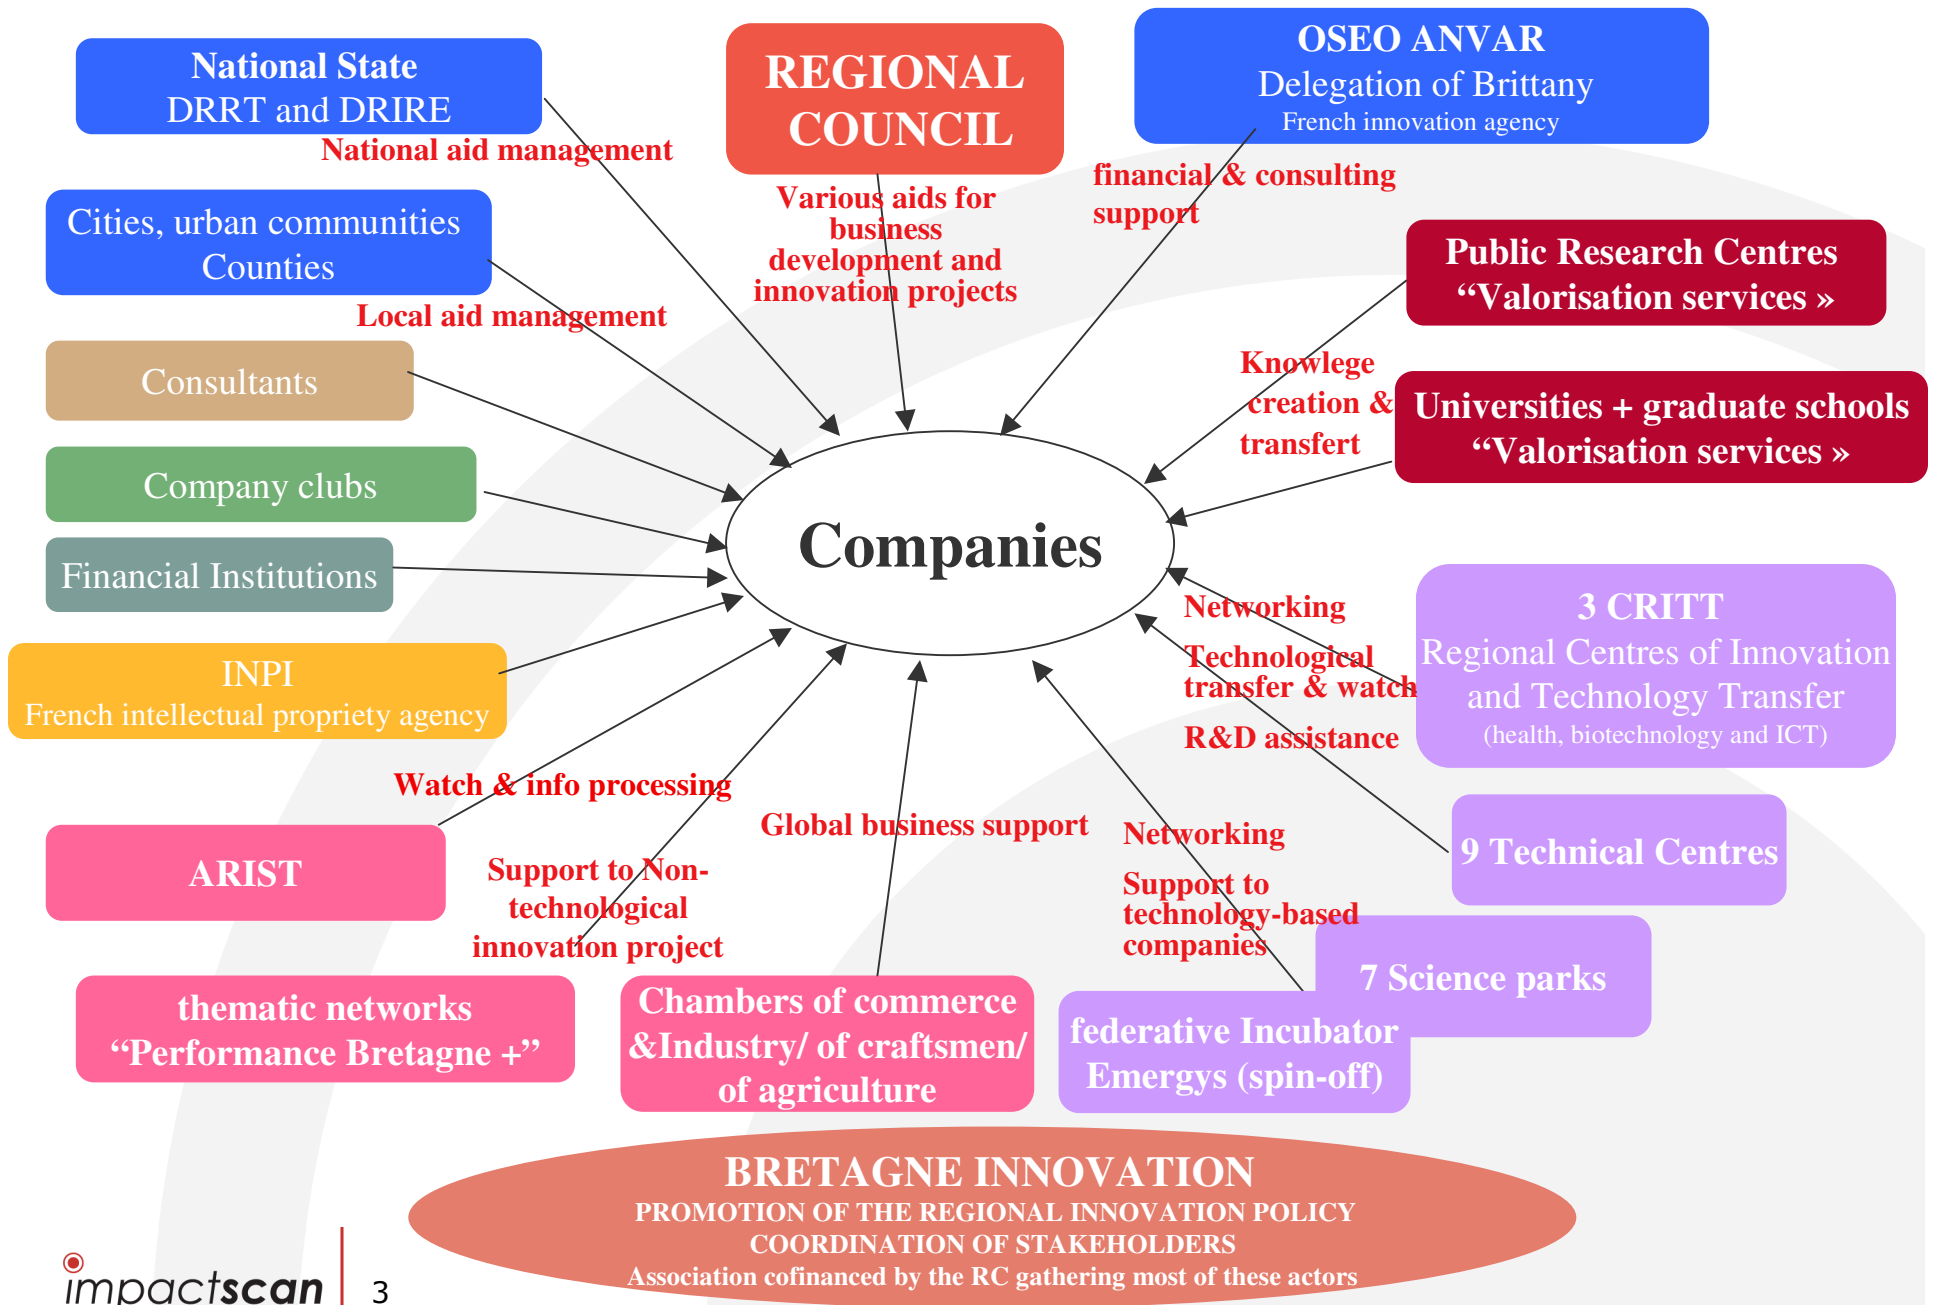 National State
DRRT and DRIRE
National aid management
REGIONAL
COUNCIL
Various aids for
business
development and
innovation projects
OSEO ANVAR
Delegation of Brittany
French innovation agency
financial & consulting
support
Cities, urban communities
Counties
Local aid management
Public Research Centres
“Valorisation services »
Knowlege
creation &
transfert
Universities + graduate schools
“Valorisation services »
Consultants
Company clubs
Financial Institutions
Companies
INPI
French intellectual propriety agency
Networking
Technological
transfer & watch
R&D assistance
3 CRITT
Regional Centres of Innovation
and Technology Transfer
(health, biotechnology and ICT)
Watch & info processing
ARIST
Global business support
9 Technical Centres
Support to Non-
technological
innovation project
Networking
Support to
technology-based
companies
7 Science parks
thematic networks
“Performance Bretagne +”
Chambers of commerce
&Industry/ of craftsmen/
of agriculture
federative Incubator
Emergys (spin-off)
BRETAGNE INNOVATION
PROMOTION OF THE REGIONAL INNOVATION POLICY
COORDINATION OF STAKEHOLDERS
Association cofinanced by the RC gathering most of these actors
impactscan
3